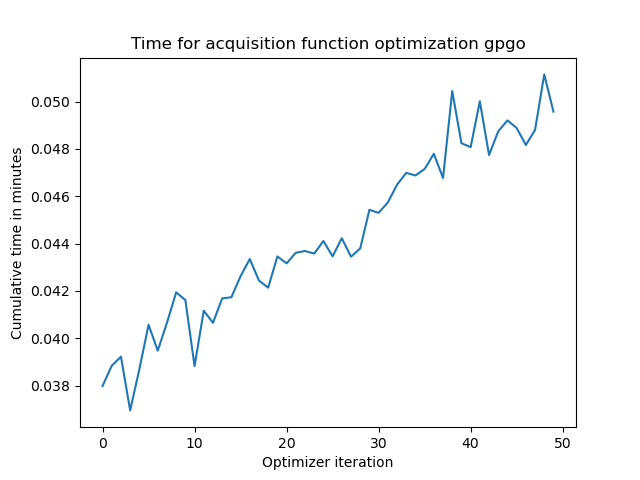 Time for acquisition function optimization gpgo
Cumulative time in minutes
0.050
0.048
0.046
0.044
0.042
0.040
0.038
0 10 20 30 40 50
Optimizer iteration